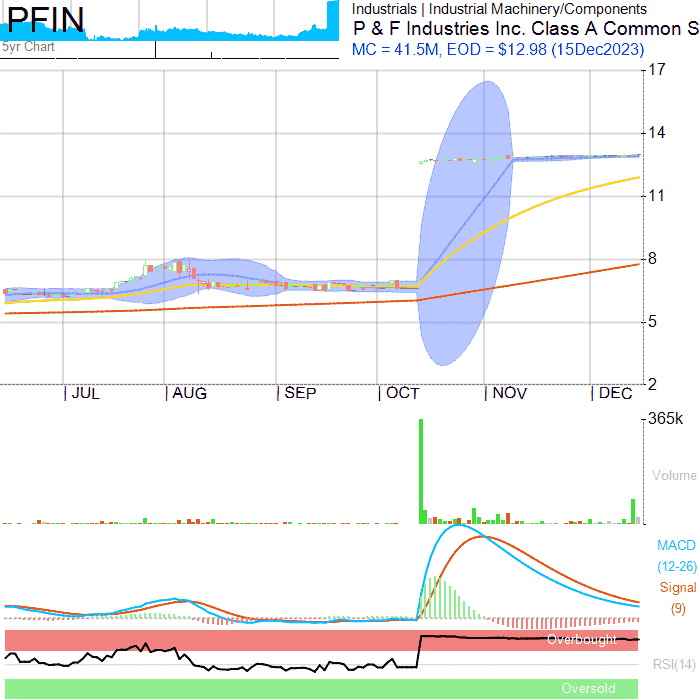 PFIN
5yr Chart
Industrials | Industrial Machinery/Components
P & F Industries Inc. Class A Common S
MC = 41.5M, EOD = $12.98 (15Dec2023)
17
14
11
8
5
2
JUL AUG SEP OCT NOV DEC
365k
Volume
MACD
(12-26)
Signal
(9)
Overbought
RSI(14)
Oversold